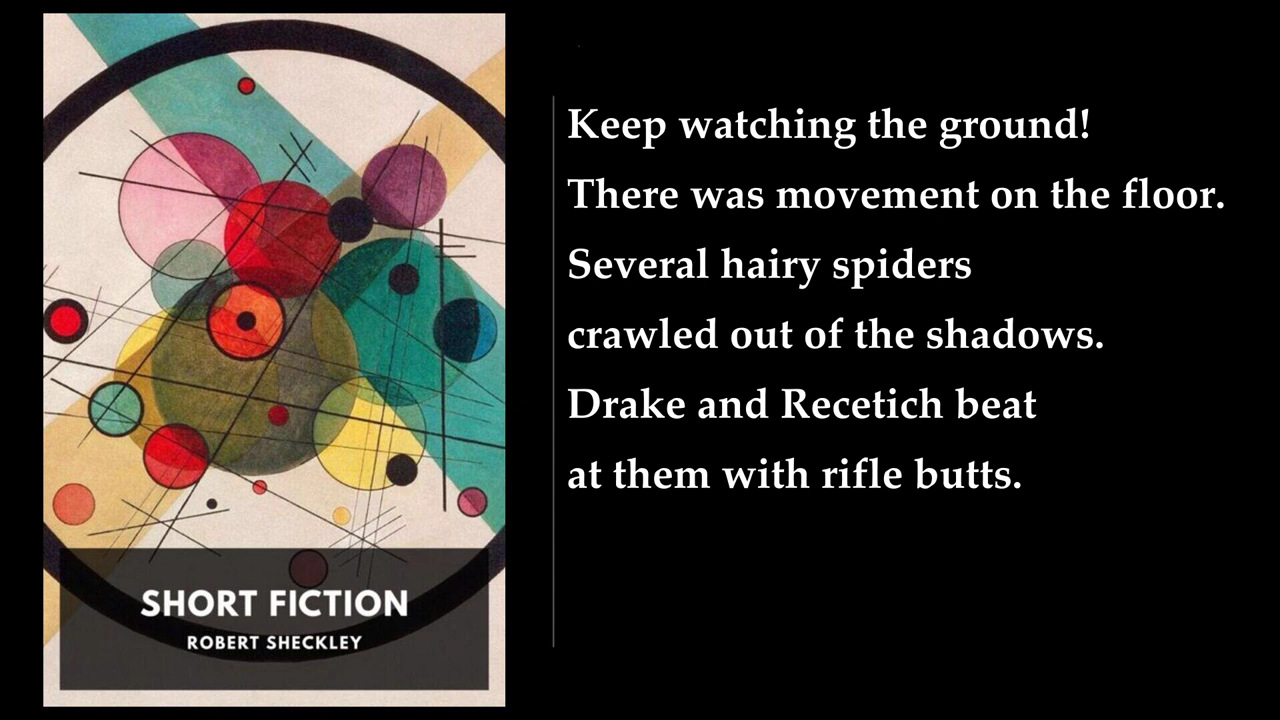 SHORT FICTION
ROBERT SHECKLEY
Keep watching the ground!
There was movement on the floor.
Several hairy spiders
crawled out of the shadows.
Drake and Recetich beat
at them with rifle butts.